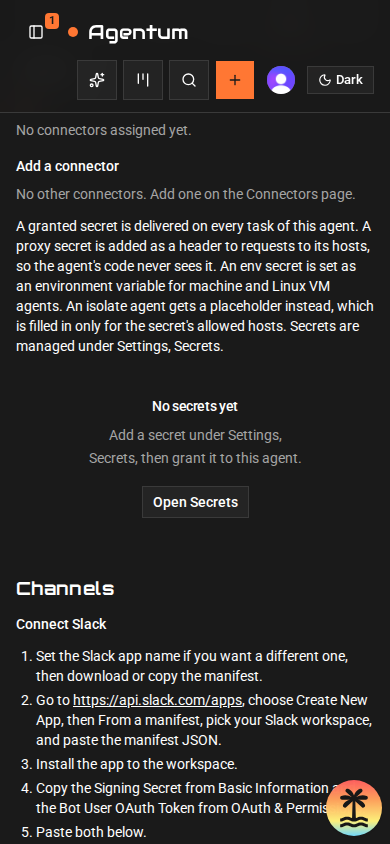 1
Agentum
Dark
No connectors assigned yet.
Add a connector
No other connectors. Add one on the Connectors page.
A granted secret is delivered on every task of this agent. A
proxy secret is added as a header to requests to its hosts,
so the agent's code never sees it. An env secret is set as
an environment variable for machine and Linux VM
agents. An isolate agent gets a placeholder instead, which
is filled in only for the secret's allowed hosts. Secrets are
managed under Settings, Secrets.
No secrets yet
Add a secret under Settings,
Secrets, then grant it to this agent.
Open Secrets
Channels
Connect Slack
1. Set the Slack app name if you want a different one,
then download or copy the manifest.
2. Go to https://api.slack.com/apps, choose Create New
App, then From a manifest, pick your Slack workspace,
and paste the manifest JSON.
3. Install the app to the workspace.
4. Copy the Signing Secret from Basic Information
the Bot User OAuth Token from OAuth &
5. Paste both below.